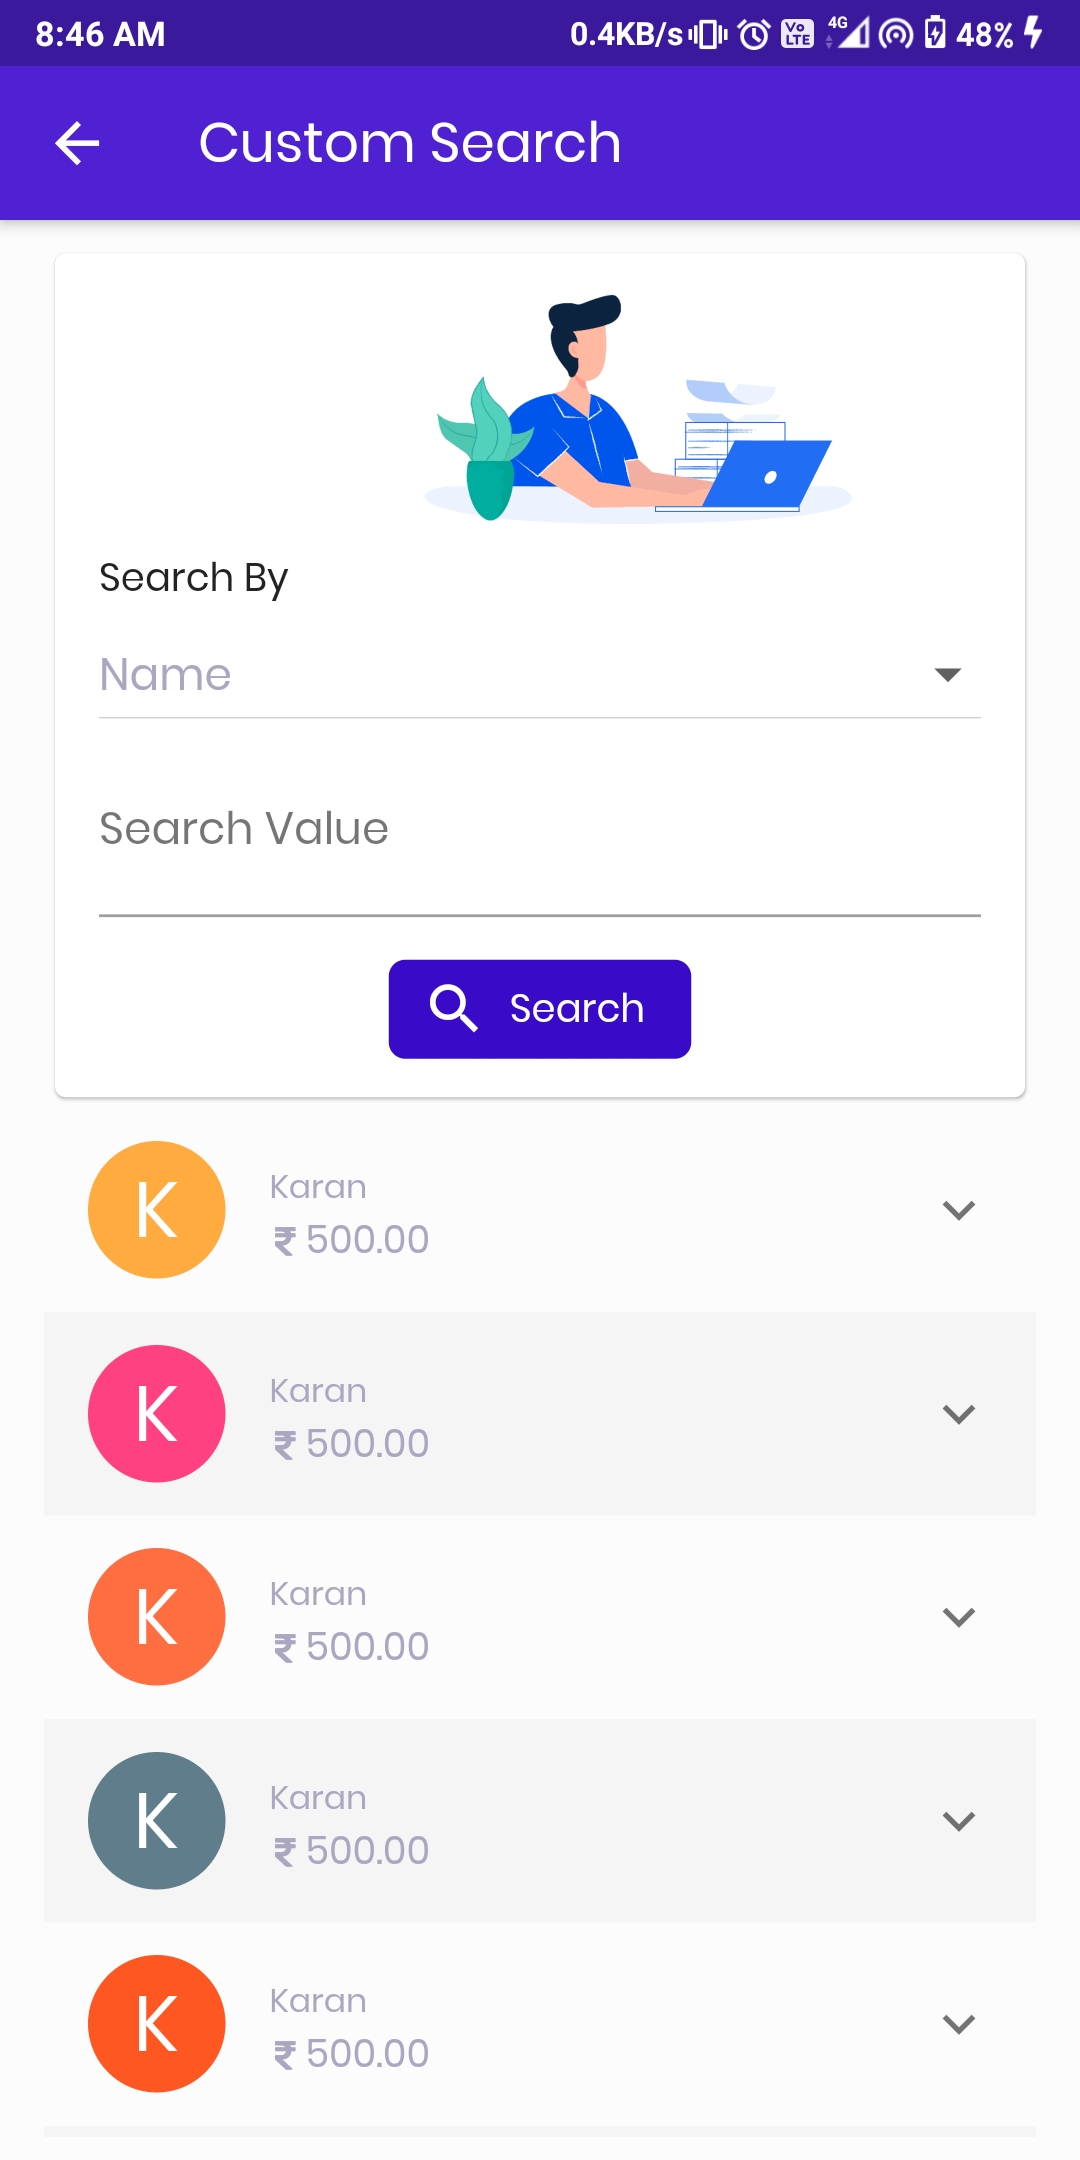 8:46 AM 0.4KB/s Vo LTE 4G 48%
Custom Search
Search By
Name
Search Value
Search
K Karan
₹ 500.00
K Karan
₹ 500.00
K Karan
₹ 500.00
K Karan
₹ 500.00
K Karan
₹ 500.00